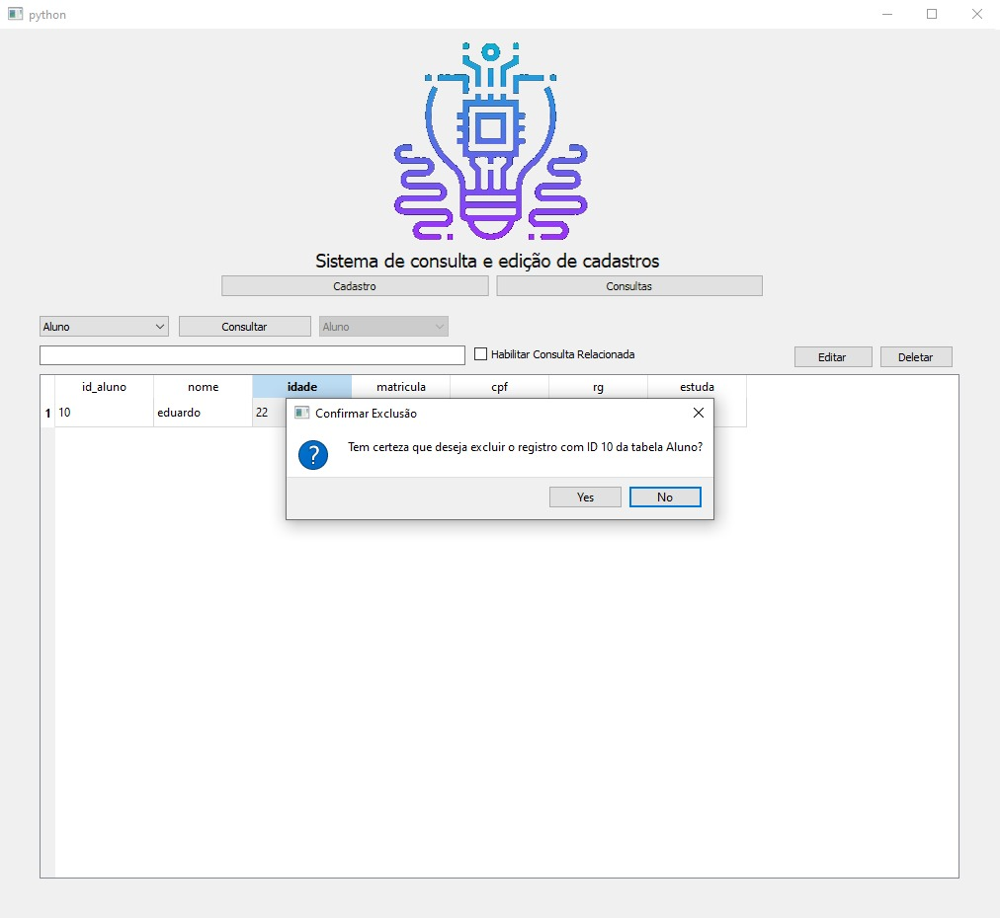 python
Sistema de consulta e edição de cadastros
Cadastro Consultas
Aluno Consultar Aluno
Habilitar Consulta Relacionada Editar Deletar
id_aluno nome idade matricula cpf rg estuda
1 10 eduardo 22
Confirmar Exclusão
? Tem certeza que deseja excluir o registro com ID 10 da tabela Aluno?
Yes No